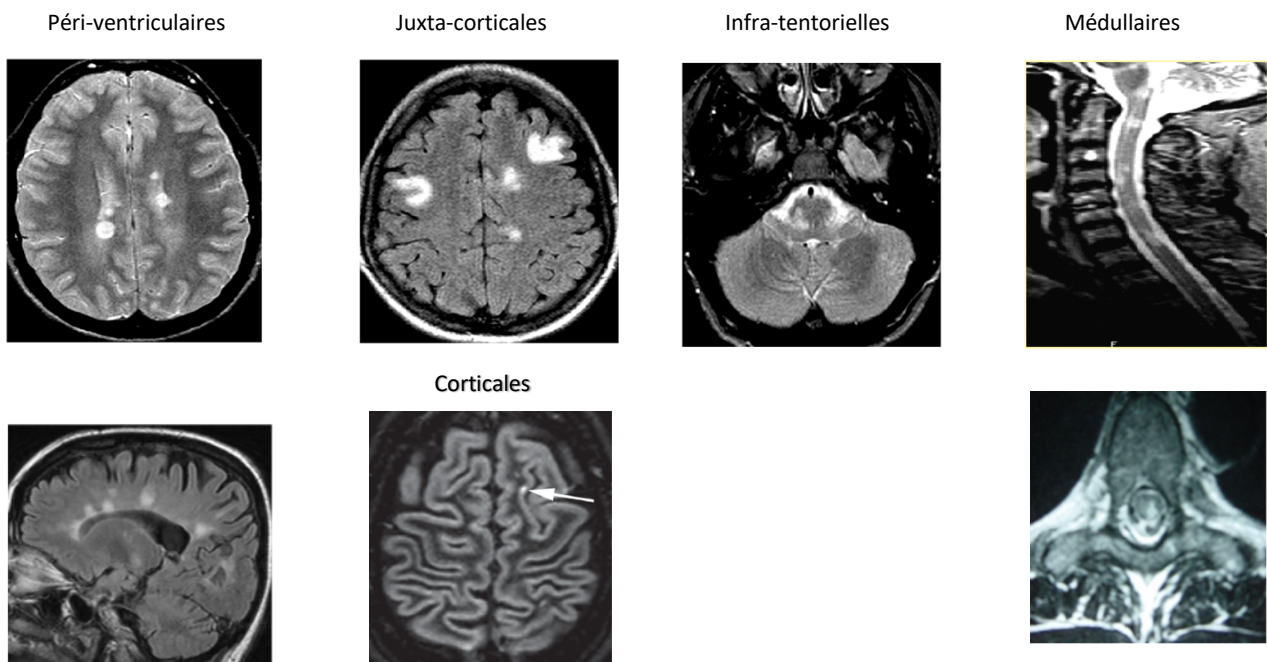 Péri-ventriculaires
Juxta-corticales
Infra-tentorielles
Médullaires
F
Corticales